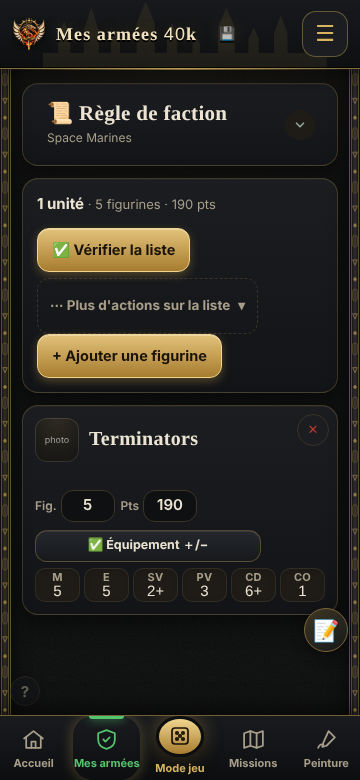 Mes armées 40k
Règle de faction
Space Marines
1 unité · 5 figurines · 190 pts
✅ Vérifier la liste
··· Plus d'actions sur la liste ▾
+ Ajouter une figurine
photo
Terminators
×
Fig. 5 Pts 190
✅ Équipement +/−
M E SV PV CD CO
5 5 2+ 3 6+ 1
?
Accueil Mes armées Mode jeu Missions Peinture